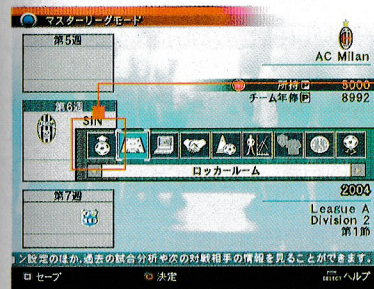 マスターリーグモード
第5週
AC Milan
所持P 5000
チーム年俸P 8992
第6週
SIN
ロッカールーム
第7週
2004
League A
Division 2
第1節
ン設定のほか、過去の試合分析や次の対戦相手の情報を見ることができます。
セーブ
決定
SELECT ヘルプ